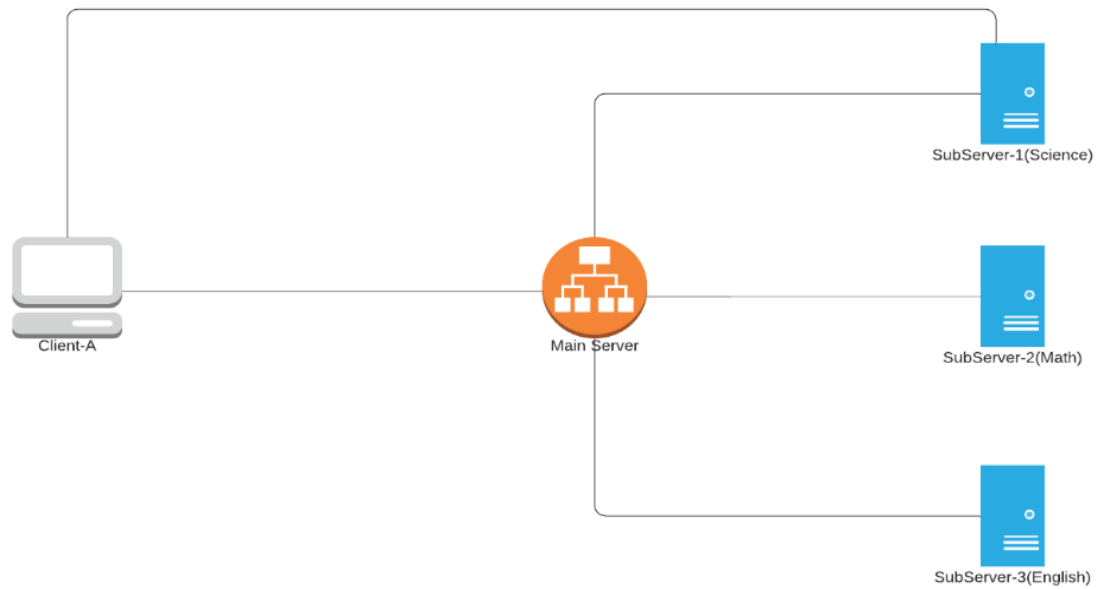 SubServer-1(Science)
Client-A
Main Server
SubServer-2(Math)
SubServer-3(English)